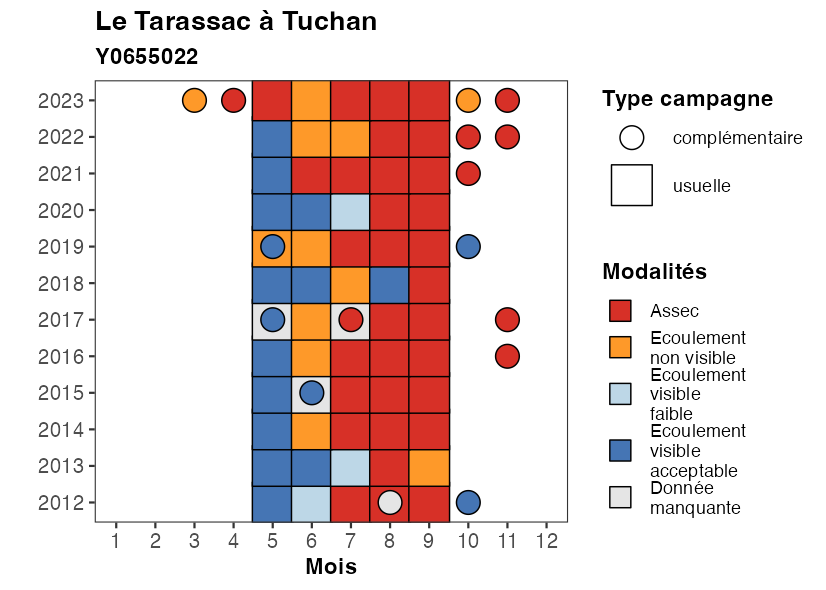 Le Tarassac à Tuchan
Y0655022
2023
2022
2021
2020
2019
2018
2017
2016
2015
2014
2013
2012
1 2 3 4 5 6 7 8 9 10 11 12
Mois
Type campagne
complémentaire
usuelle
Modalités
Assec
Ecoulement
non visible
Ecoulement
visible
faible
Ecoulement
visible
acceptable
Donnée
manquante